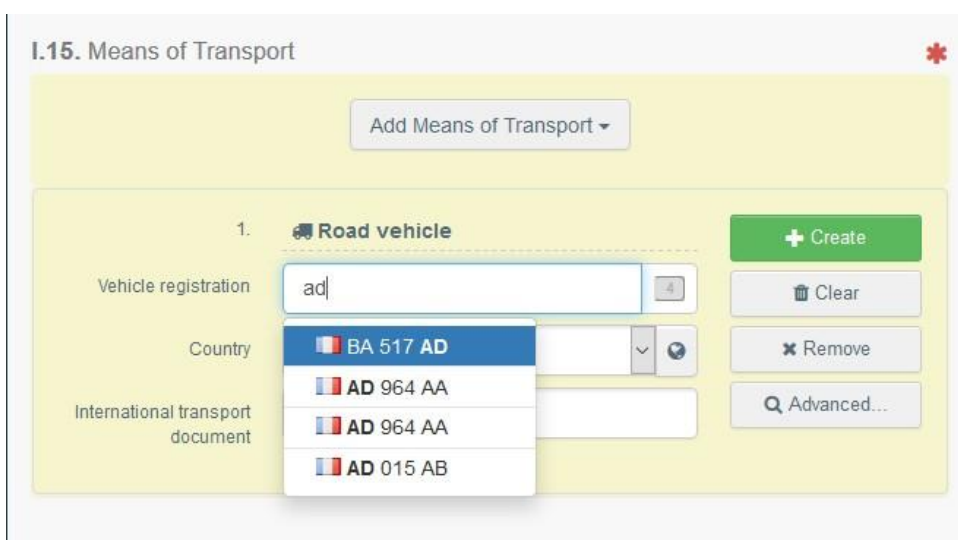 I.15. Means of Transport *
Add Means of Transport
1. Road vehicle
+ Create
Vehicle registration ad 4
Clear
Country
BA 517 AD
Remove
AD 964 AA
International transport
document
Advanced...
AD 964 AA
AD 015 AB